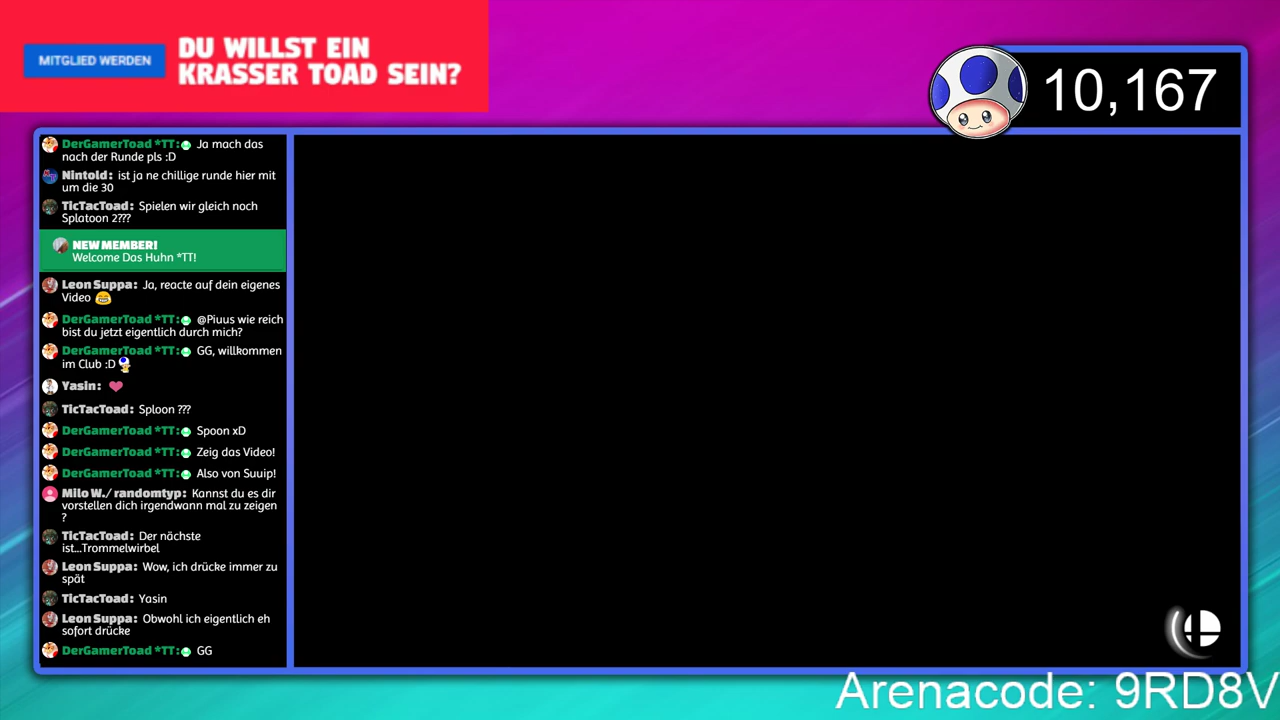 MITGLIED WERDEN
DU WILLST EIN
KRASSER TOAD SEIN?
10,167
DerGamerToad *TT: Ja mach das
nach der Runde pls :D
Nintold: ist ja ne chillige runde hier mit
um die 30
TicTacToad: Spielen wir gleich noch
Splatoon 2???
NEW MEMBER!
Welcome Das Huhn *TT!
Leon Suppa: Ja, reacte auf dein eigenes
Video 😂
DerGamerToad *TT: @Piuus wie reich
bist du jetzt eigentlich durch mich?
DerGamerToad *TT: GG, willkommen
im Club :D
Yasin: ❤
TicTacToad: Sploon ???
DerGamerToad *TT: Spoon xD
DerGamerToad *TT: Zeig das Video!
DerGamerToad *TT: Also von Suuip!
Milo W./ randomtyp: Kannst du es dir
vorstellen dich irgendwann mal zu zeigen
?
TicTacToad: Der nächste
ist...Trommelwirbel
Leon Suppa: Wow, ich drücke immer zu
spät
TicTacToad: Yasin
Leon Suppa: Obwohl ich eigentlich eh
sofort drücke
DerGamerToad *TT: GG
Arenacode: 9RD8V